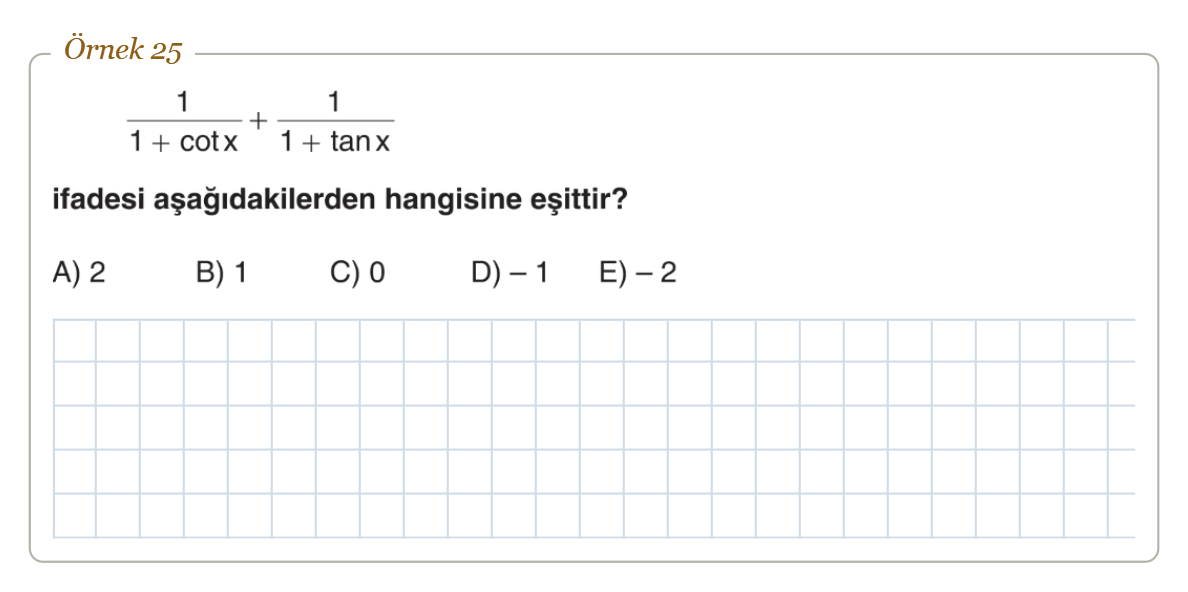 Örnek 25
1 / (1 + cot x) + 1 / (1 + tan x)
ifadesi aşağıdakilerden hangisine eşittir?
A) 2 B) 1 C) 0 D) – 1 E) – 2